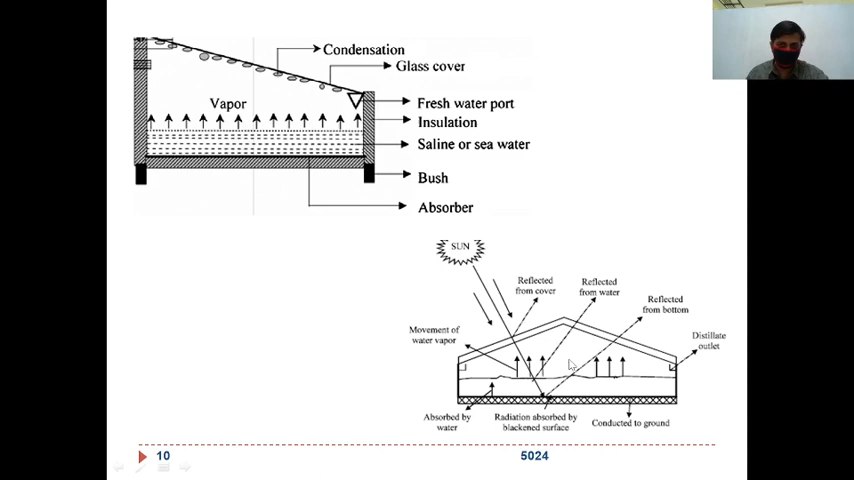 Condensation
Glass cover
Vapor
Fresh water port
Insulation
Saline or sea water
Bush
Absorber
SUN
Reflected
from cover
Reflected
from water
Reflected
from bottom
Movement of
water vapor
Distillate
outlet
Absorbed by
water
Radiation absorbed by
blackened surface
Conducted to ground
10
5024